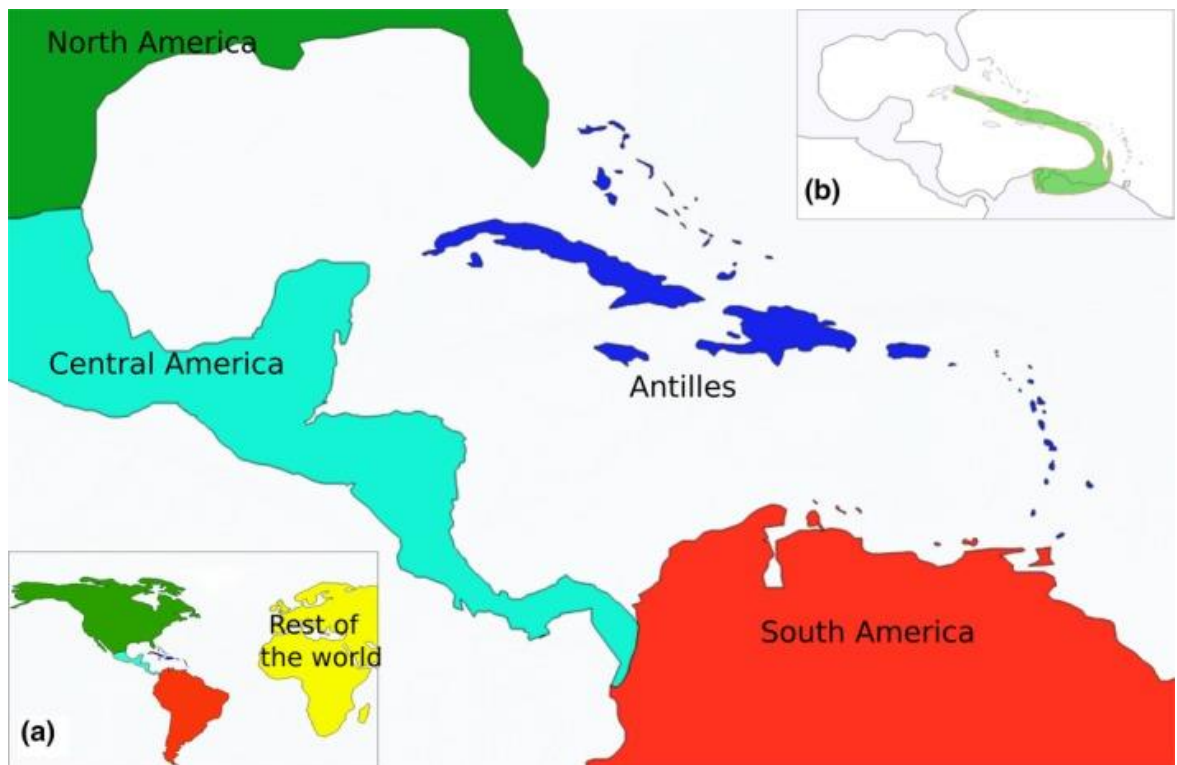 North America
(b)
Central America
Antilles
Rest of
the world
South America
(a)